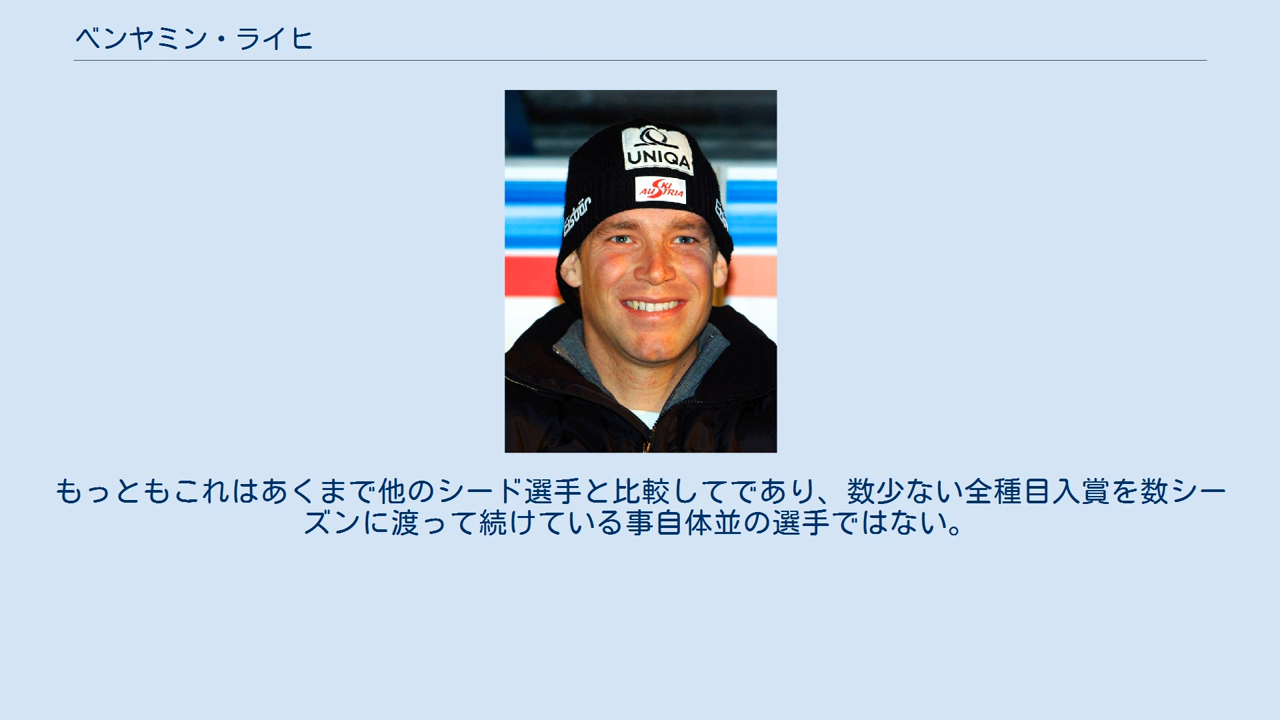 ベンヤミン・ライヒ
UNIQA
SKI
AUSTRIA
Eisbär
もっともこれはあくまで他のシード選手と比較してであり、数少ない全種目入賞を数シー
ズンに渡って続けている事自体並の選手ではない。